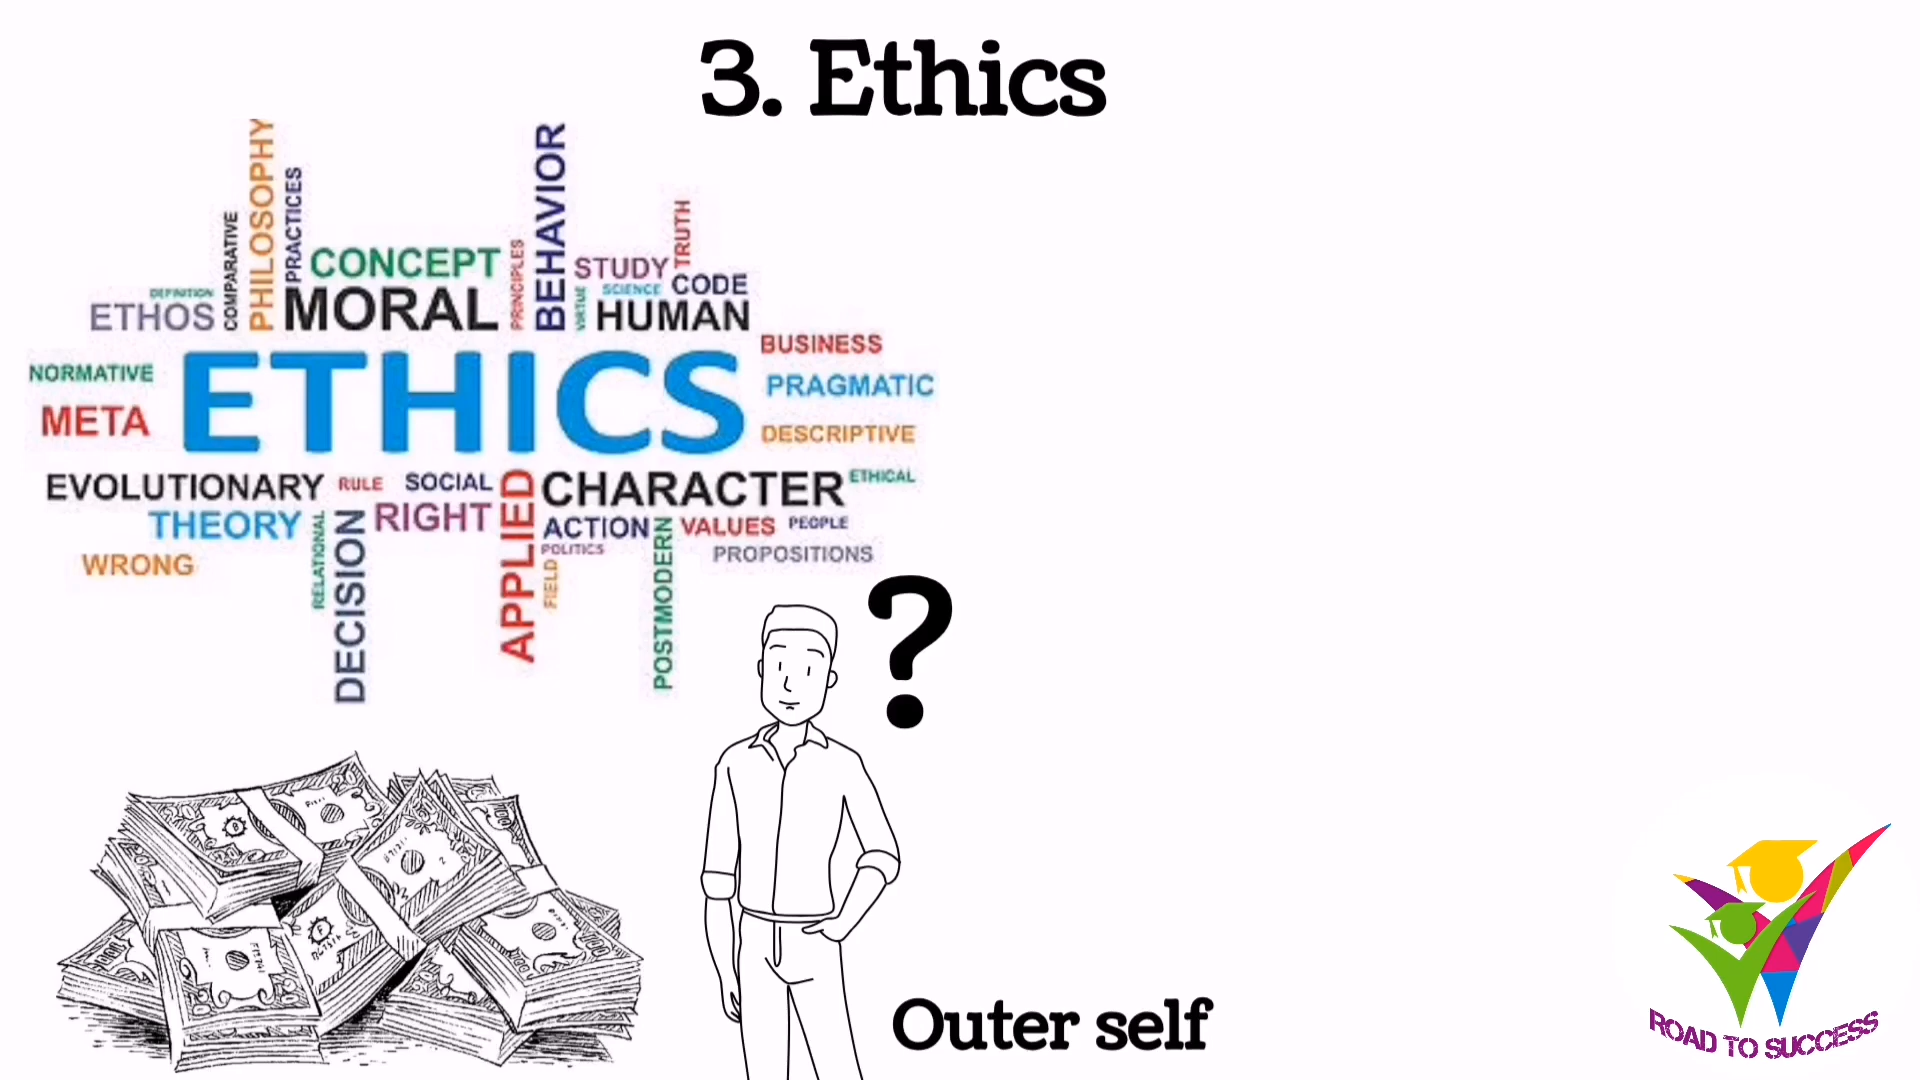 3. Ethics
PHILOSOPHY
BEHAVIOR
PRACTICES
TRUTH
COMPARATIVE
CONCEPT
PRINCIPLES
STUDY
CODE
DEFINITION
SCIENCE
VIRTUE
ETHOS
MORAL
HUMAN
BUSINESS
NORMATIVE
ETHICS
PRAGMATIC
META
DESCRIPTIVE
EVOLUTIONARY
RULE
SOCIAL
APPLIED
CHARACTER
ETHICAL
THEORY
RELATIONAL
DECISION
RIGHT
ACTION
POSTMODERN
VALUES
PEOPLE
POLITICS
PROPOSITIONS
WRONG
FIELD
?
Outer self
ROAD TO SUCCESS